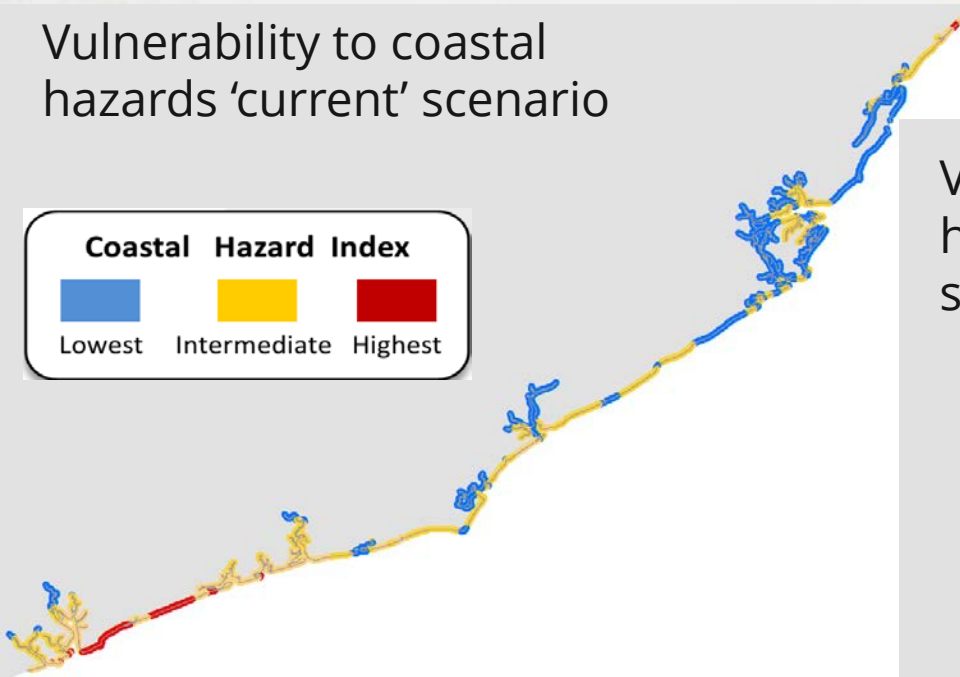 Vulnerability to coastal
hazards ‘current’ scenario
Coastal Hazard Index
Lowest Intermediate Highest